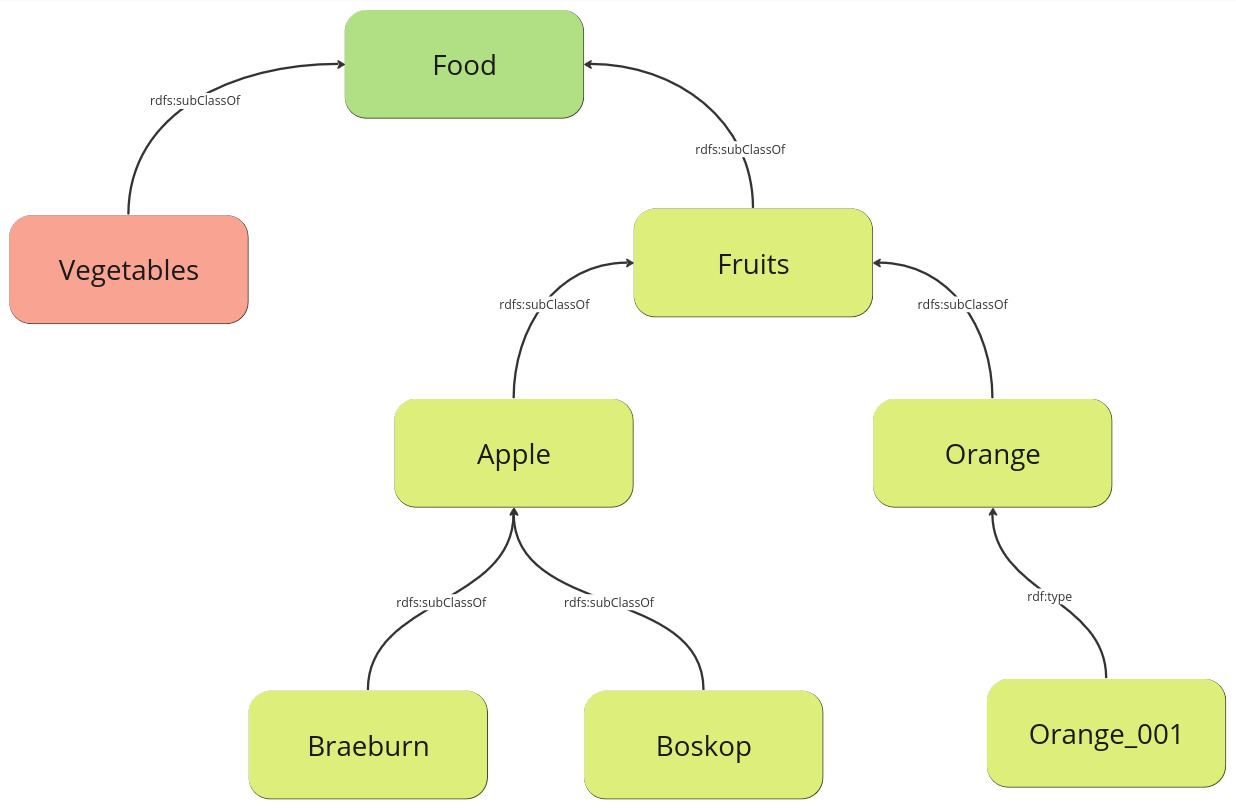 Food
rdfs:subClassOf
rdfs:subClassOf
Vegetables
Fruits
rdfs:subClassOf
rdfs:subClassOf
Apple
Orange
rdfs:subClassOf
rdfs:subClassOf
rdf:type
Braeburn
Boskop
Orange_001